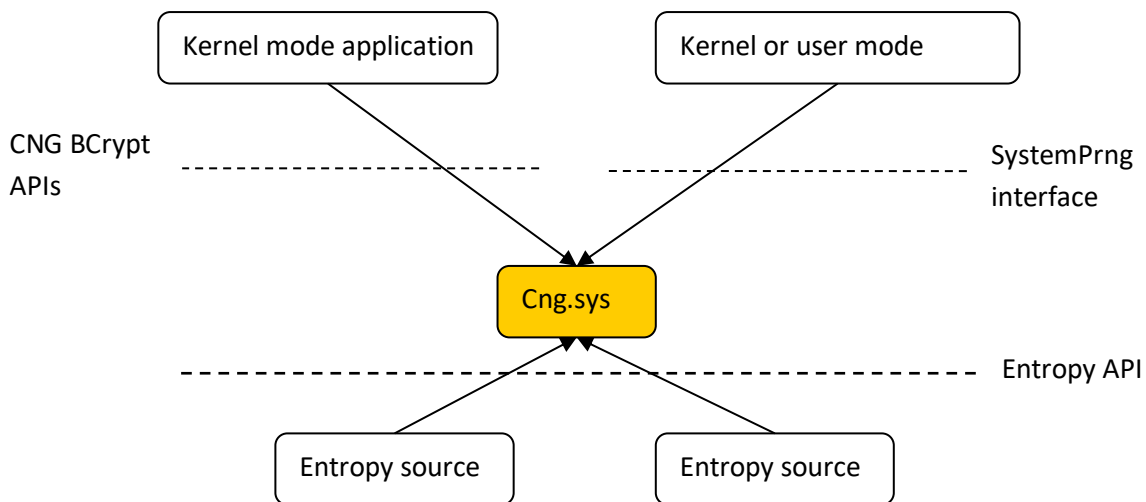 Kernel mode application
Kernel or user mode
CNG BCrypt
APIs
SystemPrng
interface
Cng.sys
Entropy API
Entropy source
Entropy source